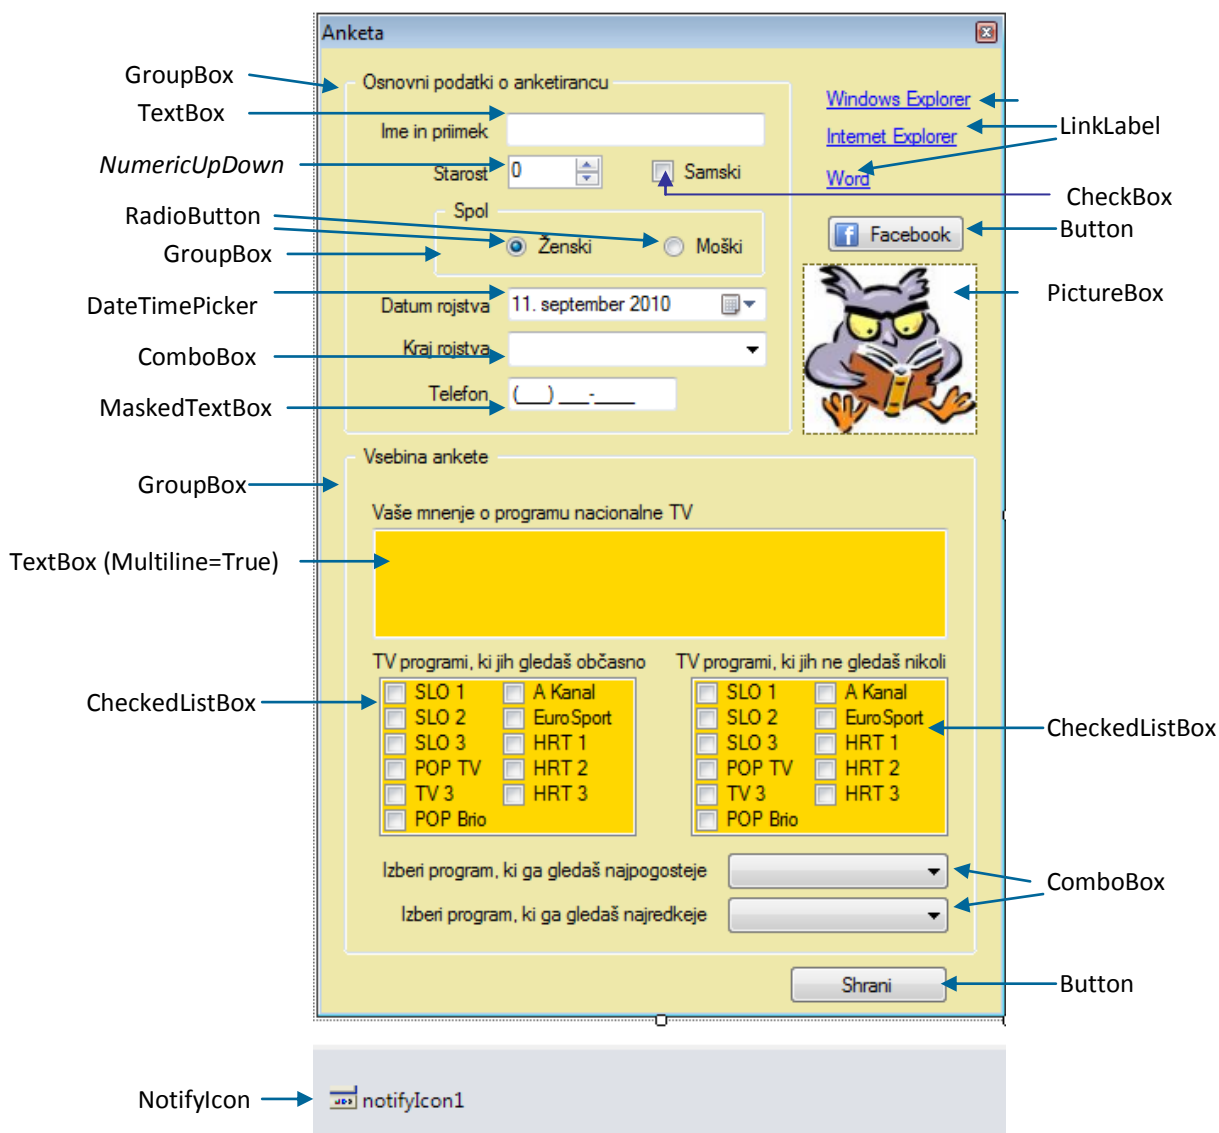 Anketa
GroupBox
Osnovni podatki o anketirancu
TextBox
Ime in priimek
NumericUpDown
Starost
0
Samski
RadioButton
Spol
GroupBox
Ženski
Moški
DateTimePicker
Datum rojstva
11. september 2010
ComboBox
Kraj rojstva
MaskedTextBox
Telefon
(___) ___-____
Windows Explorer
Internet Explorer
LinkLabel
Word
CheckBox
Facebook
Button
PictureBox
Vsebina ankete
GroupBox
Vaše mnenje o programu nacionalne TV
TextBox (Multiline=True)
TV programi, ki jih gledaš občasno
CheckedListBox
SLO 1
SLO 2
SLO 3
POP TV
TV 3
POP Brio
A Kanal
EuroSport
HRT 1
HRT 2
HRT 3
TV programi, ki jih ne gledaš nikoli
SLO 1
SLO 2
SLO 3
POP TV
TV 3
POP Brio
A Kanal
EuroSport
HRT 1
HRT 2
HRT 3
CheckedListBox
Izberi program, ki ga gledaš najpogosteje
ComboBox
Izberi program, ki ga gledaš najredkeje
Shrani
Button
NotifyIcon
notifyIcon1